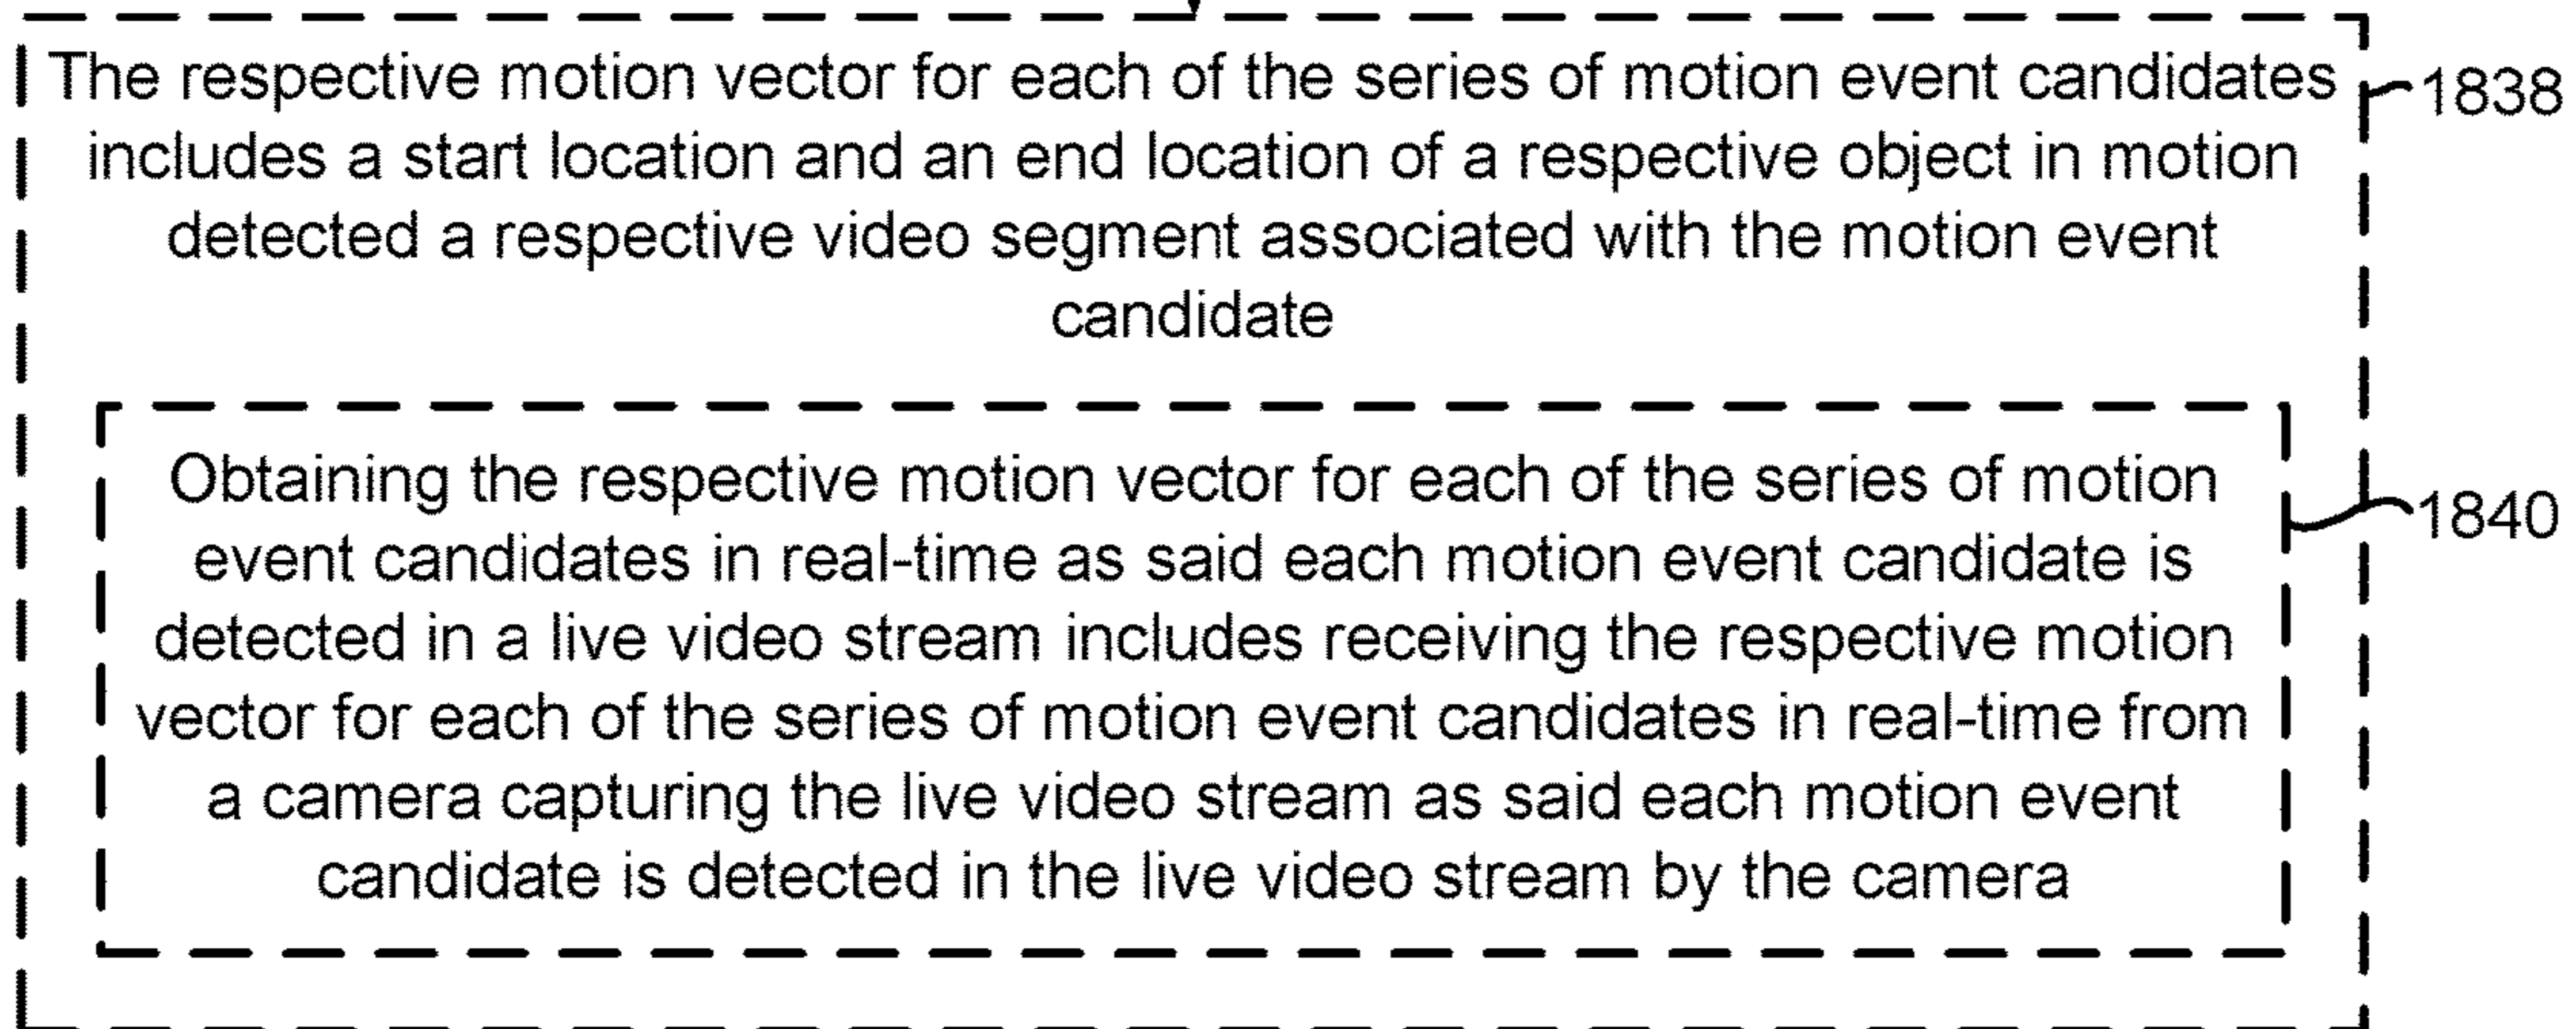 The respective motion vector for each of the series of motion event candidates
1838
includes a start location and an end location of a respective object in motion
detected a respective video segment associated with the motion event
candidate
Obtaining the respective motion vector for each of the series of motion
1840
event candidates in real-time as said each motion event candidate is
detected in a live video stream includes receiving the respective motion
vector for each of the series of motion event candidates in real-time from
a camera capturing the live video stream as said each motion event
candidate is detected in the live video stream by the camera